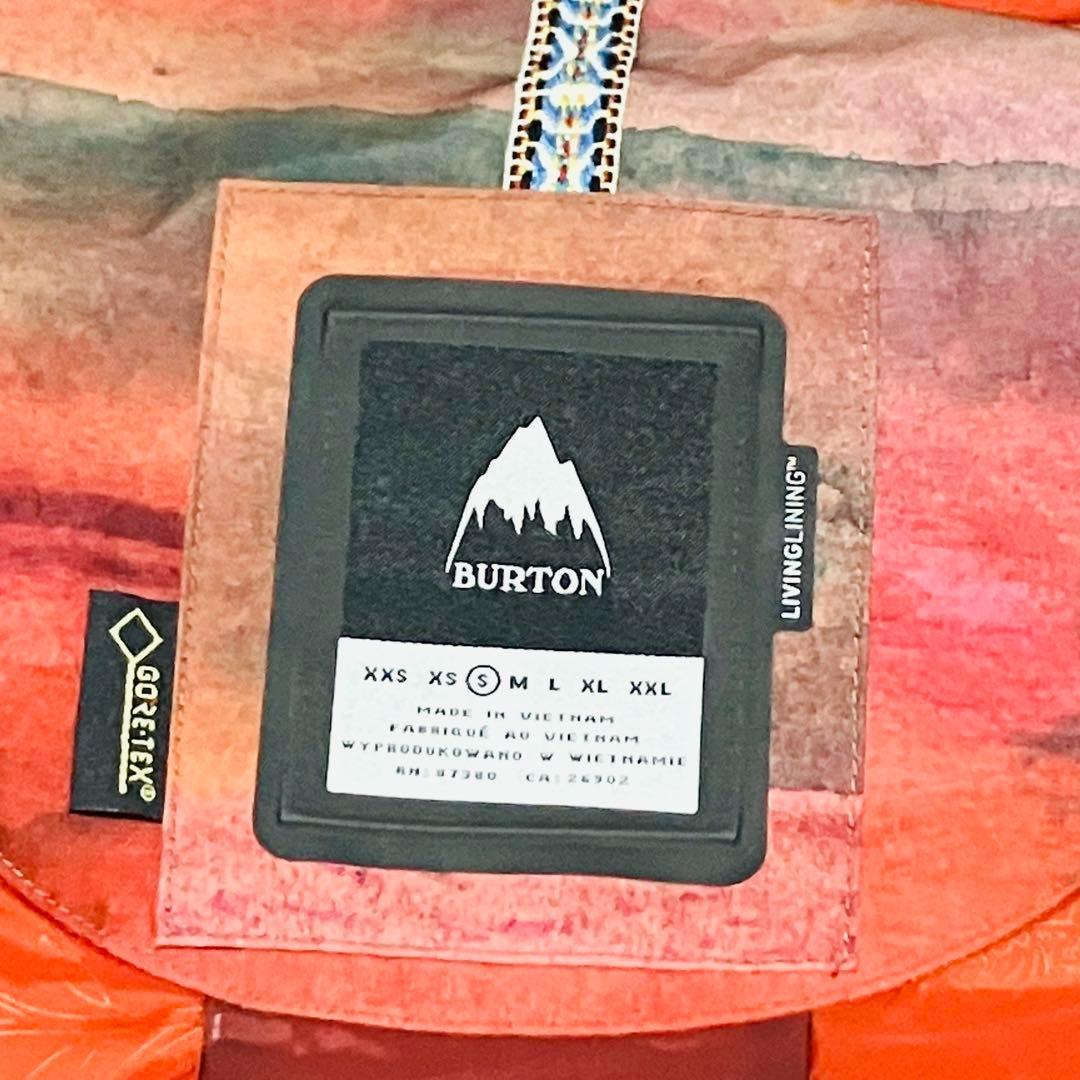 BURTON
XXS XS S M L XL XXL
MADE IN VIETNAM
FABRIQUÉ AU VIETNAM
WYPRODUKOWANO W WIETNAMIE
RN: 87380 CA: 26902
LIVINGLINING™
GORE-TEX®